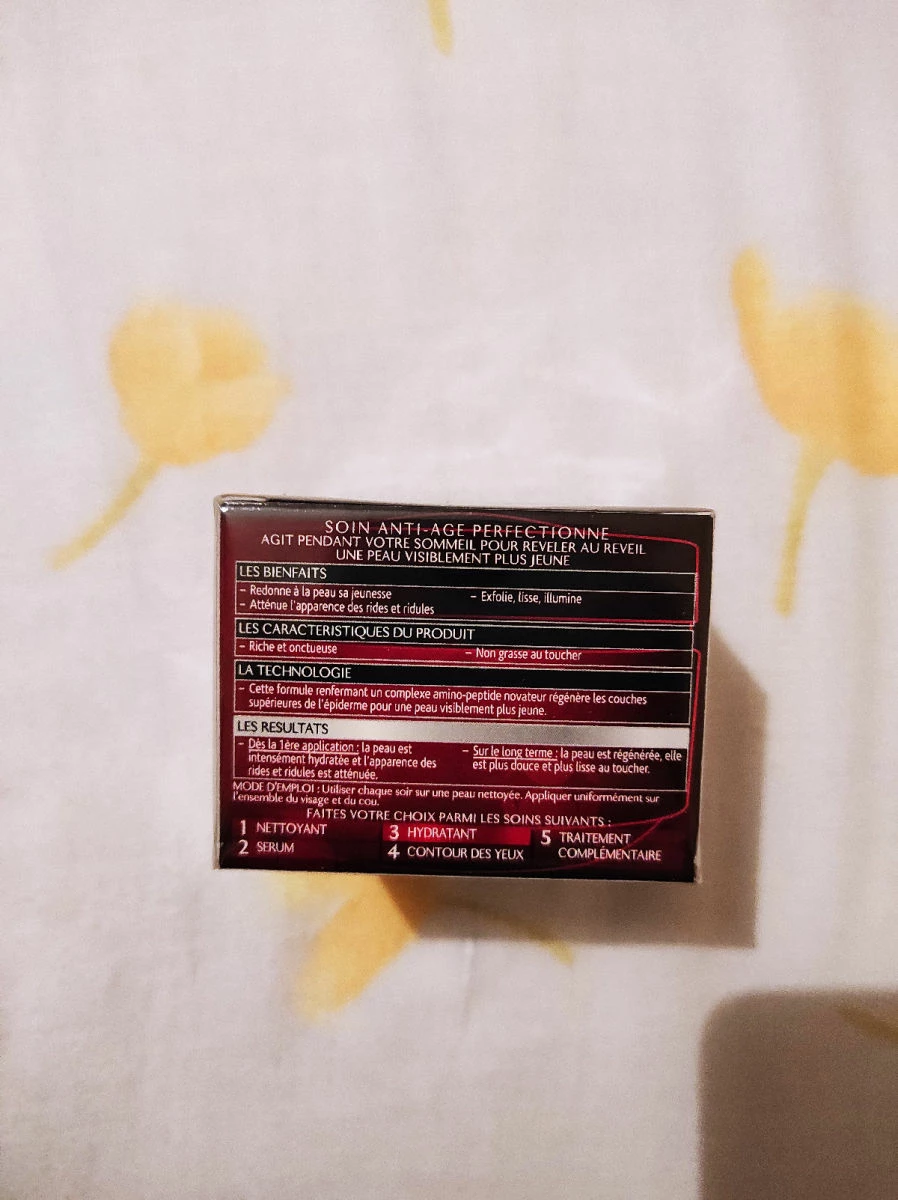 SOIN ANTI-AGE PERFECTIONNE
AGIT PENDANT VOTRE SOMMEIL POUR REVELER AU REVEIL
UNE PEAU VISIBLEMENT PLUS JEUNE
LES BIENFAITS
- Redonne à la peau sa jeunesse - Exfolie, lisse, illumine
- Atténue l'apparence des rides et ridules
LES CARACTERISTIQUES DU PRODUIT
- Riche et onctueuse - Non grasse au toucher
LA TECHNOLOGIE
- Cette formule renfermant un complexe amino-peptide novateur régénère les couches
supérieures de l'épiderme pour une peau visiblement plus jeune.
LES RESULTATS
- Dès la 1ère application : la peau est
intensément hydratée et l'apparence des
rides et ridules est atténuée.
- Sur le long terme : la peau est régénérée, elle
est plus douce et plus lisse au toucher.
MODE D'EMPLOI : Utiliser chaque soir sur une peau nettoyée. Appliquer uniformément sur
l'ensemble du visage et du cou.
FAITES VOTRE CHOIX PARMI LES SOINS SUIVANTS :
1 NETTOYANT
2 SERUM
3 HYDRATANT
4 CONTOUR DES YEUX
5 TRAITEMENT
COMPLÉMENTAIRE